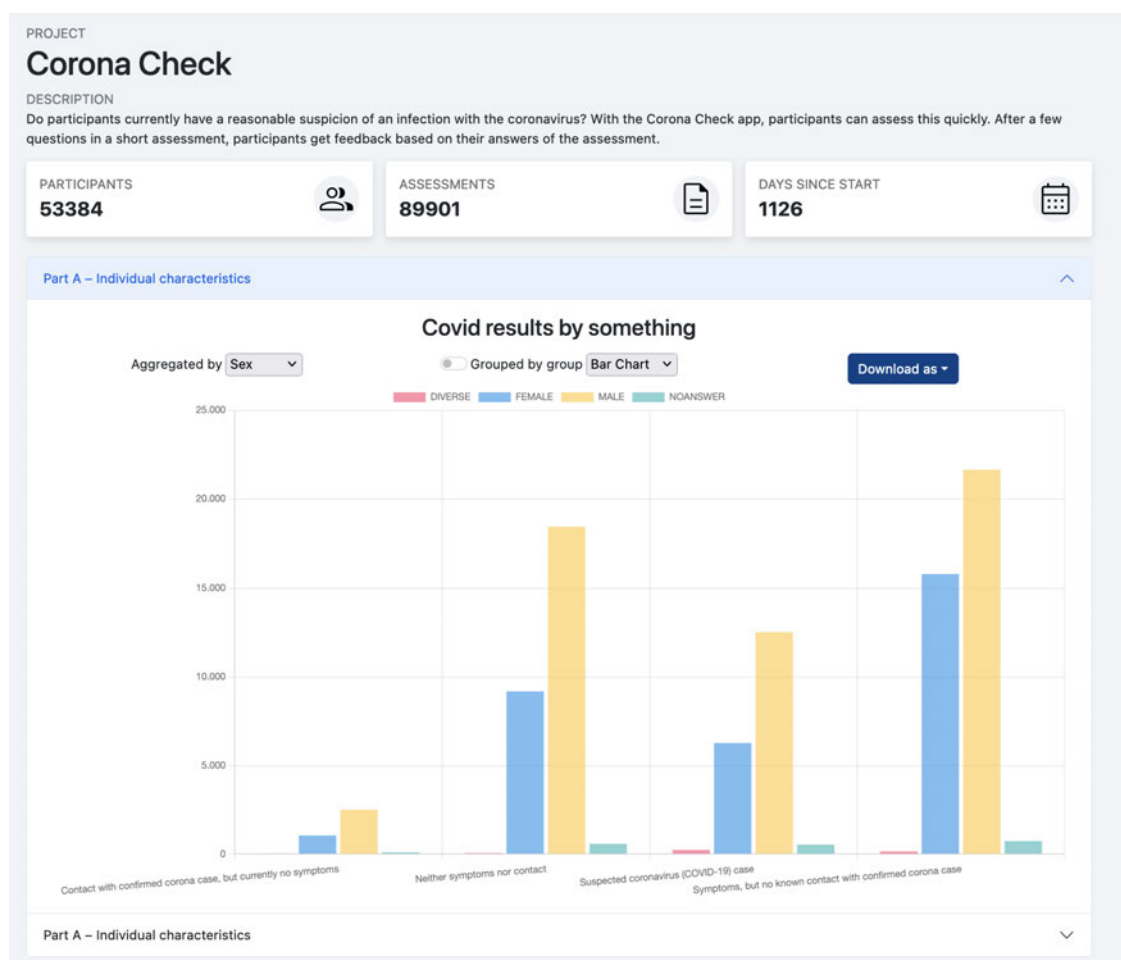 PROJECT
Corona Check
DESCRIPTION
Do participants currently have a reasonable suspicion of an infection with the coronavirus? With the Corona Check app, participants can assess this quickly. After a few
questions in a short assessment, participants get feedback based on their answers of the assessment.
PARTICIPANTS
53384
ASSESSMENTS
89901
DAYS SINCE START
1126
Part A – Individual characteristics
Covid results by something
Aggregated by Sex
Grouped by group Bar Chart
Download as
DIVERSE FEMALE MALE NOANSWER
25.000
20.000
15.000
10.000
5.000
0
Contact with confirmed corona case, but currently no symptoms
Neither symptoms nor contact
Suspected coronavirus (COVID-19) case
Symptoms, but no known contact with confirmed corona case
Part A – Individual characteristics